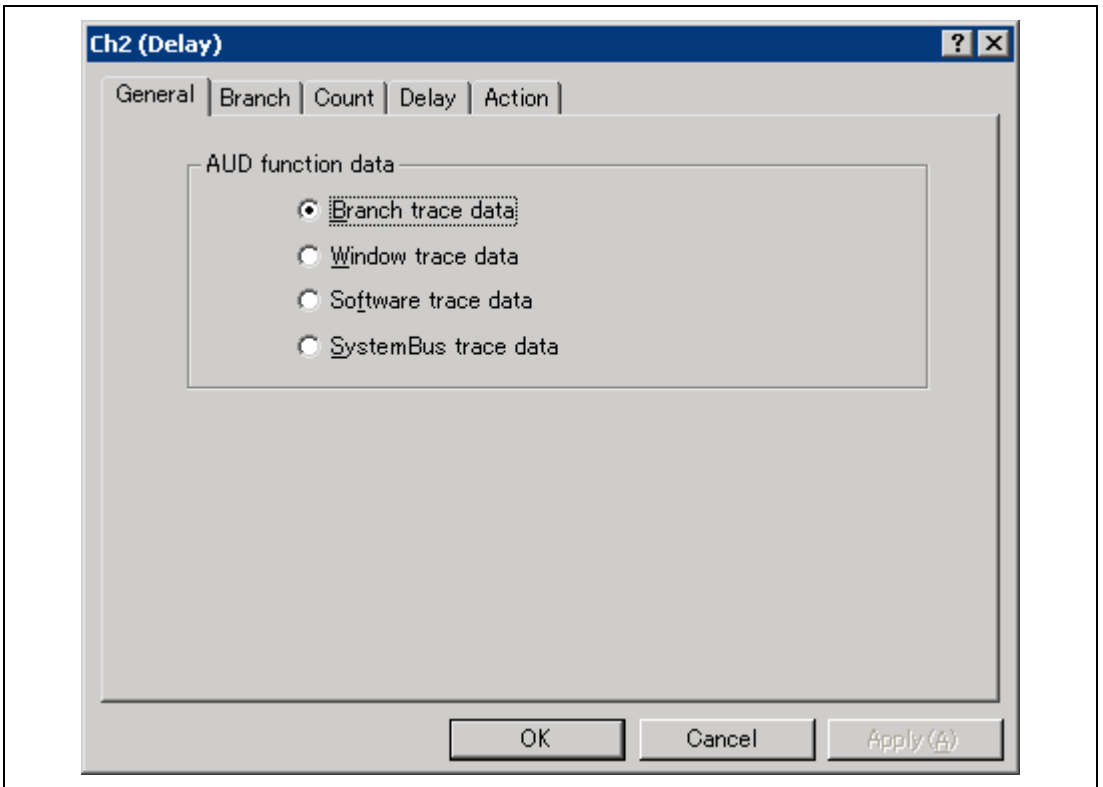 Ch2 (Delay)
General Branch Count Delay Action
AUD function data
Branch trace data
Window trace data
Software trace data
SystemBus trace data
OK Cancel Apply (A)